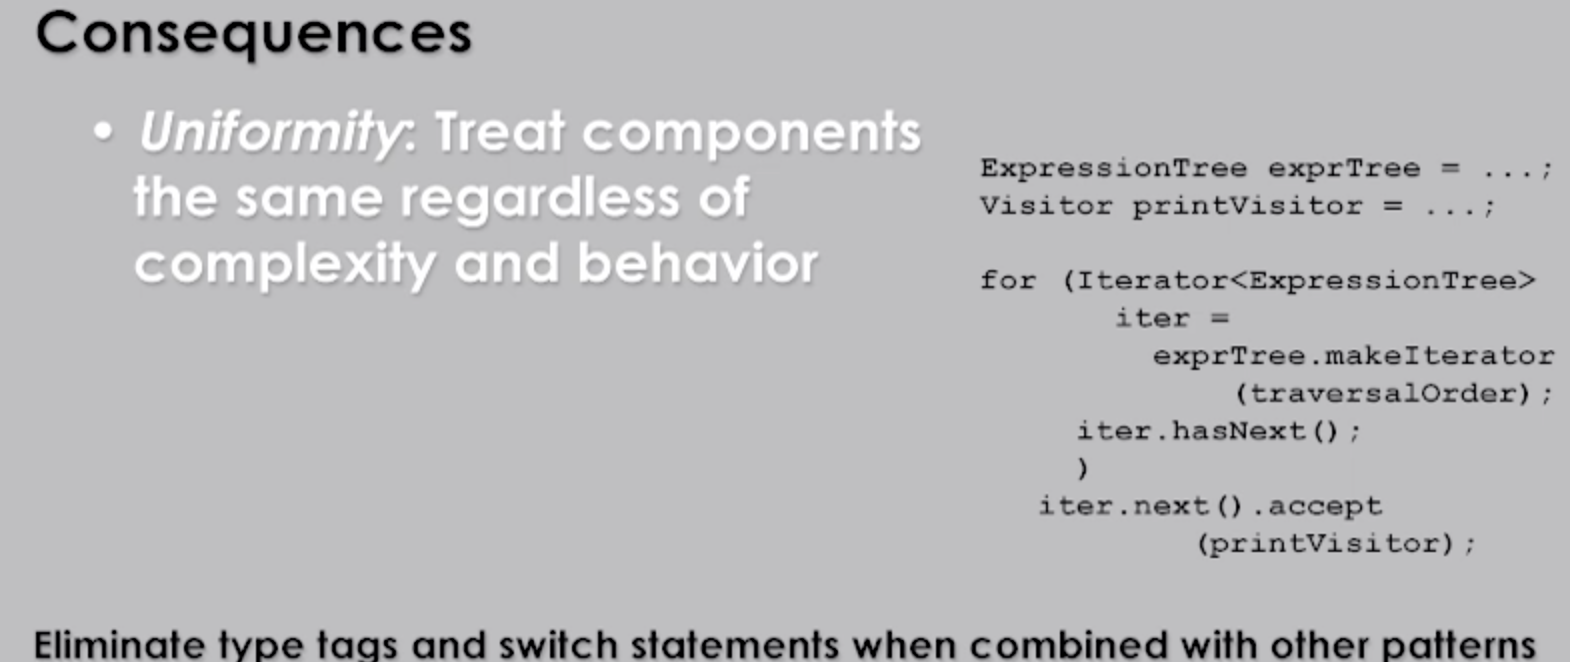 Consequences
• Uniformity: Treat components
the same regardless of
complexity and behavior
ExpressionTree exprTree = ...;
Visitor printVisitor = ...;
for (Iterator<ExpressionTree>
iter =
exprTree.makeIterator
(traversalOrder);
iter.hasNext();
)
iter.next().accept
(printVisitor);
Eliminate type tags and switch statements when combined with other patterns